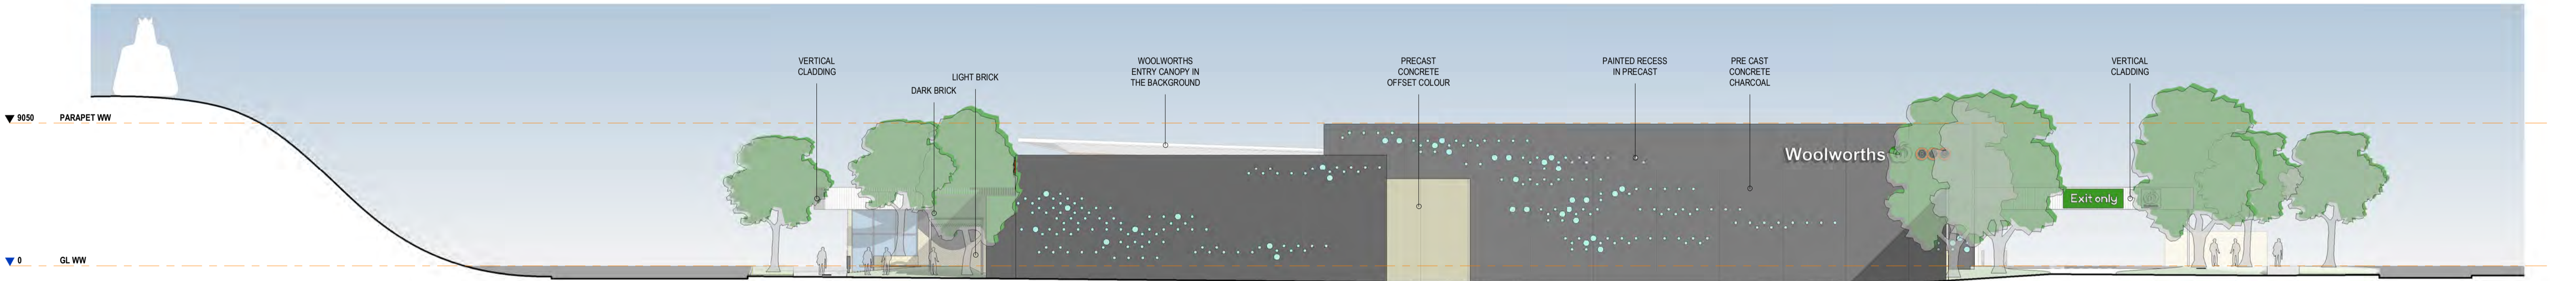 VERTICAL
CLADDING
LIGHT BRICK
DARK BRICK
WOOLWORTHS
ENTRY CANOPY IN
THE BACKGROUND
PRECAST
CONCRETE
OFFSET COLOUR
PAINTED RECESS
IN PRECAST
PRE CAST
CONCRETE
CHARCOAL
VERTICAL
CLADDING
9050 PARAPET WW
Woolworths
Exit only
0 GL WW